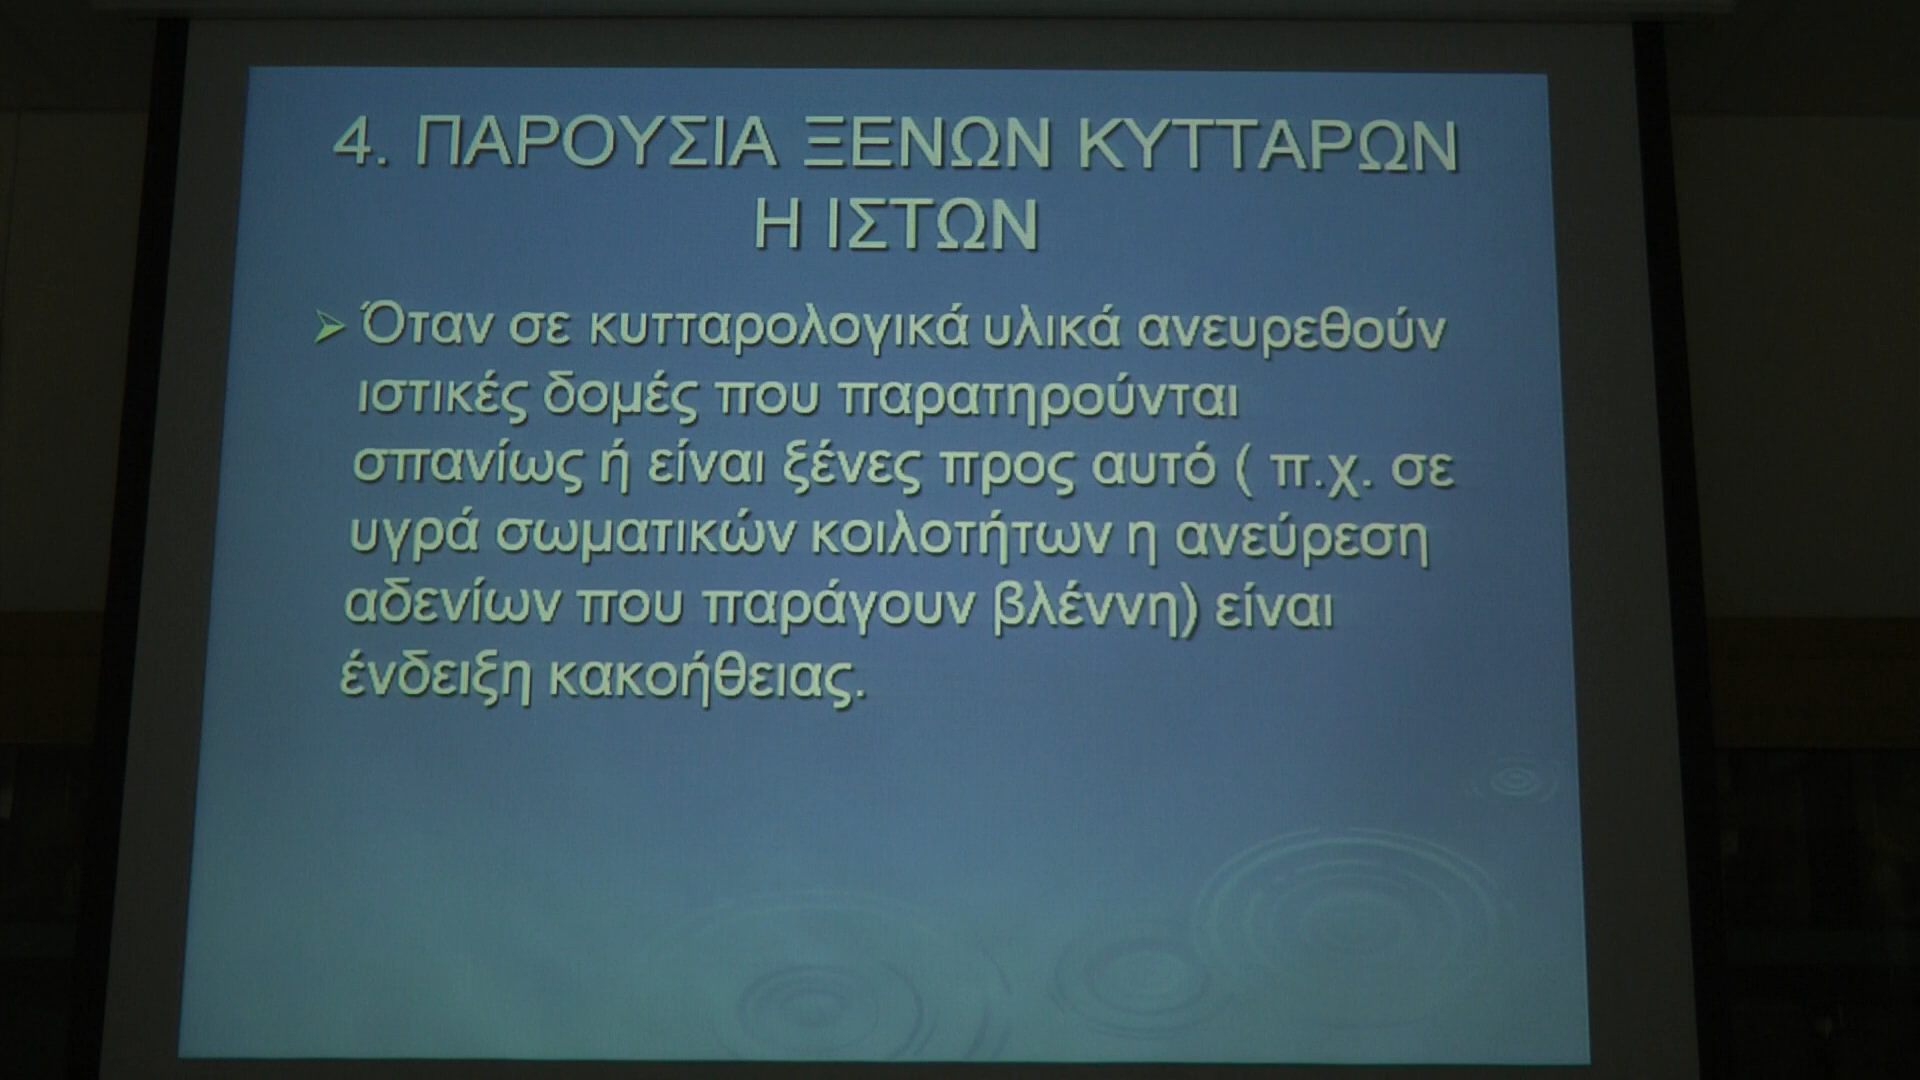 4. ΠΑΡΟΥΣΙΑ ΞΕΝΩΝ ΚΥΤΤΑΡΩΝ
Η ΙΣΤΩΝ
➢ Όταν σε κυτταρολογικά υλικά ανευρεθούν
ιστικές δομές που παρατηρούνται
σπανίως ή είναι ξένες προς αυτό ( π.χ. σε
υγρά σωματικών κοιλοτήτων η ανεύρεση
αδενίων που παράγουν βλέννη) είναι
ένδειξη κακοήθειας.